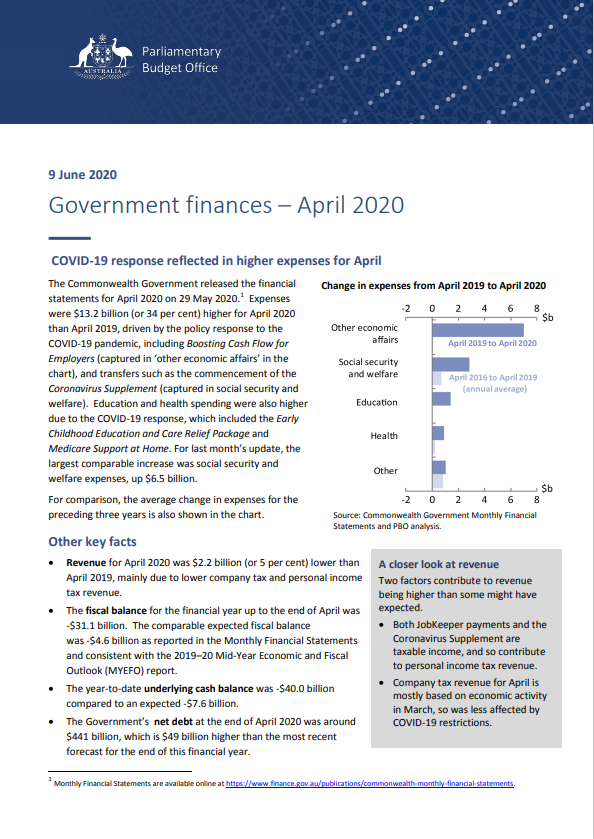 AUSTRALIA
Parliamentary
Budget Office
9 June 2020
Government finances – April 2020
COVID-19 response reflected in higher expenses for April
The Commonwealth Government released the financial
statements for April 2020 on 29 May 2020.1 Expenses
were $13.2 billion (or 34 per cent) higher for April 2020
than April 2019, driven by the policy response to the
COVID-19 pandemic, including Boosting Cash Flow for
Employers (captured in ‘other economic affairs’ in the
chart), and transfers such as the commencement of the
Coronavirus Supplement (captured in social security and
welfare). Education and health spending were also higher
due to the COVID-19 response, which included the Early
Childhood Education and Care Relief Package and
Medicare Support at Home. For last month’s update, the
largest comparable increase was social security and
welfare expenses, up $6.5 billion.
For comparison, the average change in expenses for the
preceding three years is also shown in the chart.
Change in expenses from April 2019 to April 2020
-2 0 2 4 6 8
$b
Other economic
affairs
April 2019 to April 2020
Social security
and welfare
April 2016 to April 2019
(annual average)
Education
Health
Other
-2 0 2 4 6 8
$b
Source: Commonwealth Government Monthly Financial
Statements and PBO analysis.
Other key facts
• Revenue for April 2020 was $2.2 billion (or 5 per cent) lower than
April 2019, mainly due to lower company tax and personal income
tax revenue.
• The fiscal balance for the financial year up to the end of April was
-$31.1 billion. The comparable expected fiscal balance
was -$4.6 billion as reported in the Monthly Financial Statements
and consistent with the 2019–20 Mid-Year Economic and Fiscal
Outlook (MYEFO) report.
• The year-to-date underlying cash balance was -$40.0 billion
compared to an expected -$7.6 billion.
• The Government’s net debt at the end of April 2020 was around
$441 billion, which is $49 billion higher than the most recent
forecast for the end of this financial year.
A closer look at revenue
Two factors contribute to revenue
being higher than some might have
expected.
• Both JobKeeper payments and the
Coronavirus Supplement are
taxable income, and so contribute
to personal income tax revenue.
• Company tax revenue for April is
mostly based on economic activity
in March, so was less affected by
COVID-19 restrictions.
1 Monthly Financial Statements are available online at https://www.finance.gov.au/publications/commonwealth-monthly-financial-statements.